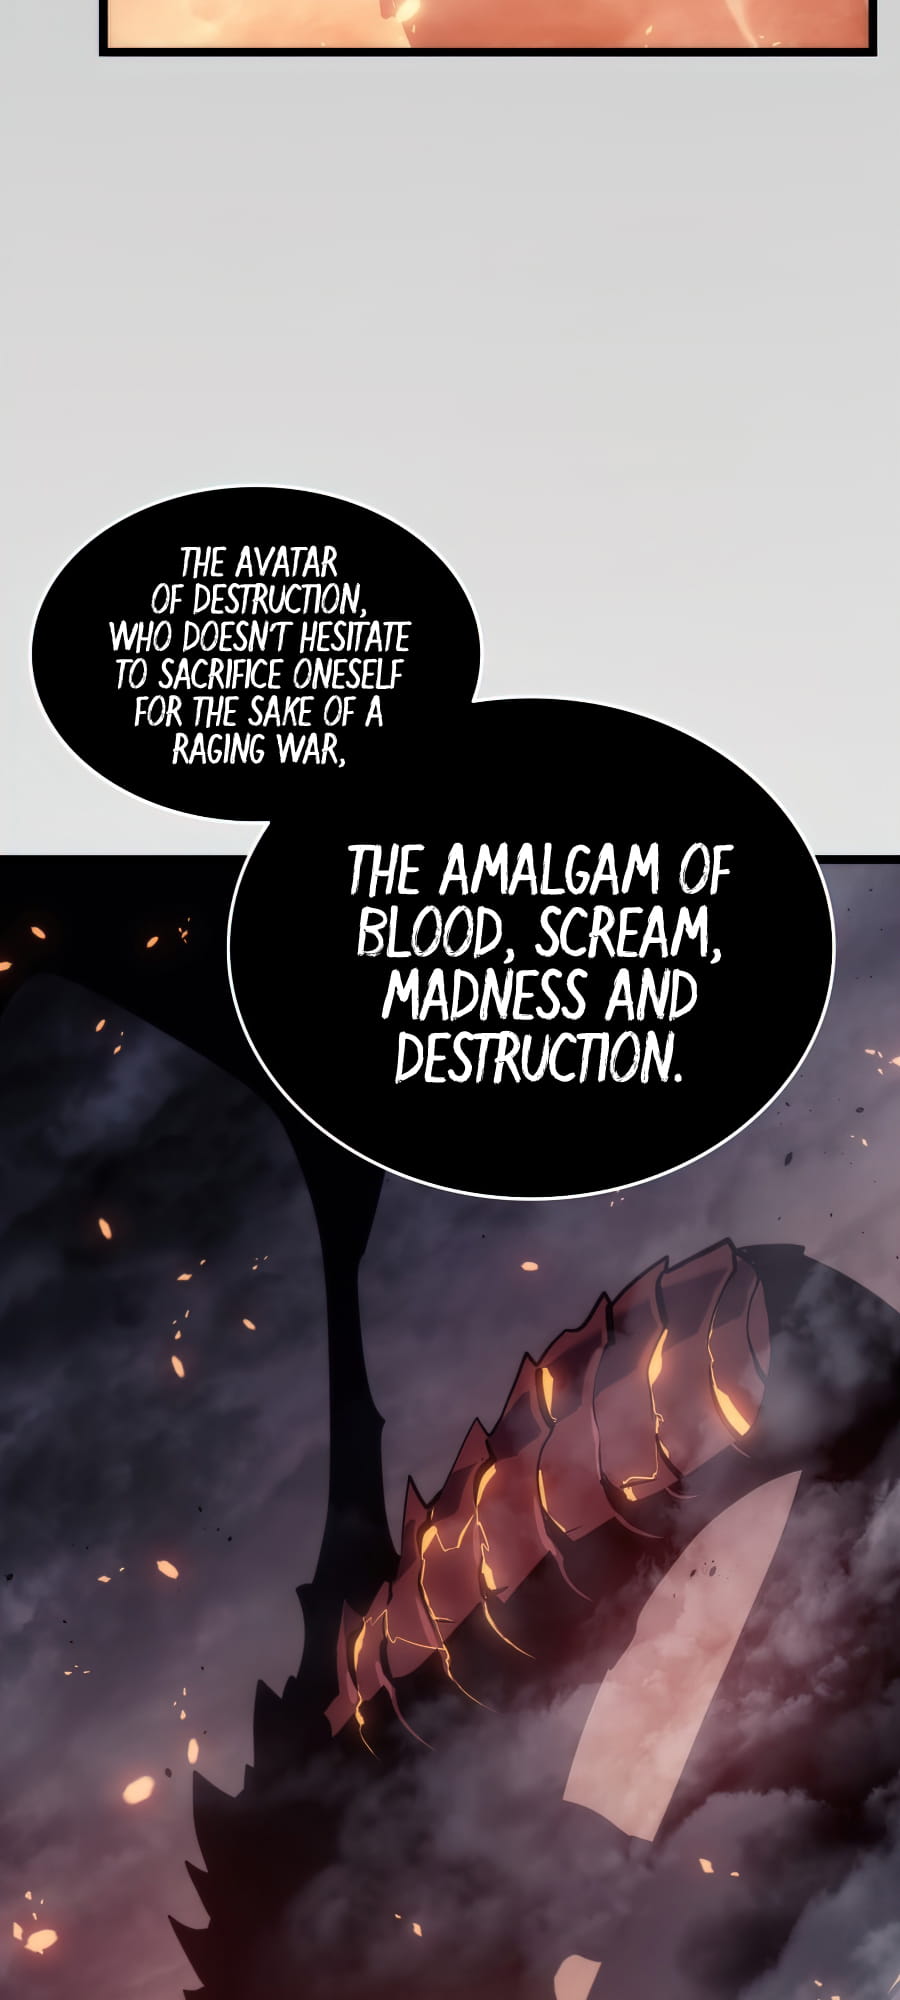 THE AVATAR
OF DESTRUCTION,
WHO DOESN'T HESITATE
TO SACRIFICE ONESELF
FOR THE SAKE OF A
RAGING WAR,
THE AMALGAM OF
BLOOD, SCREAM,
MADNESS AND
DESTRUCTION.